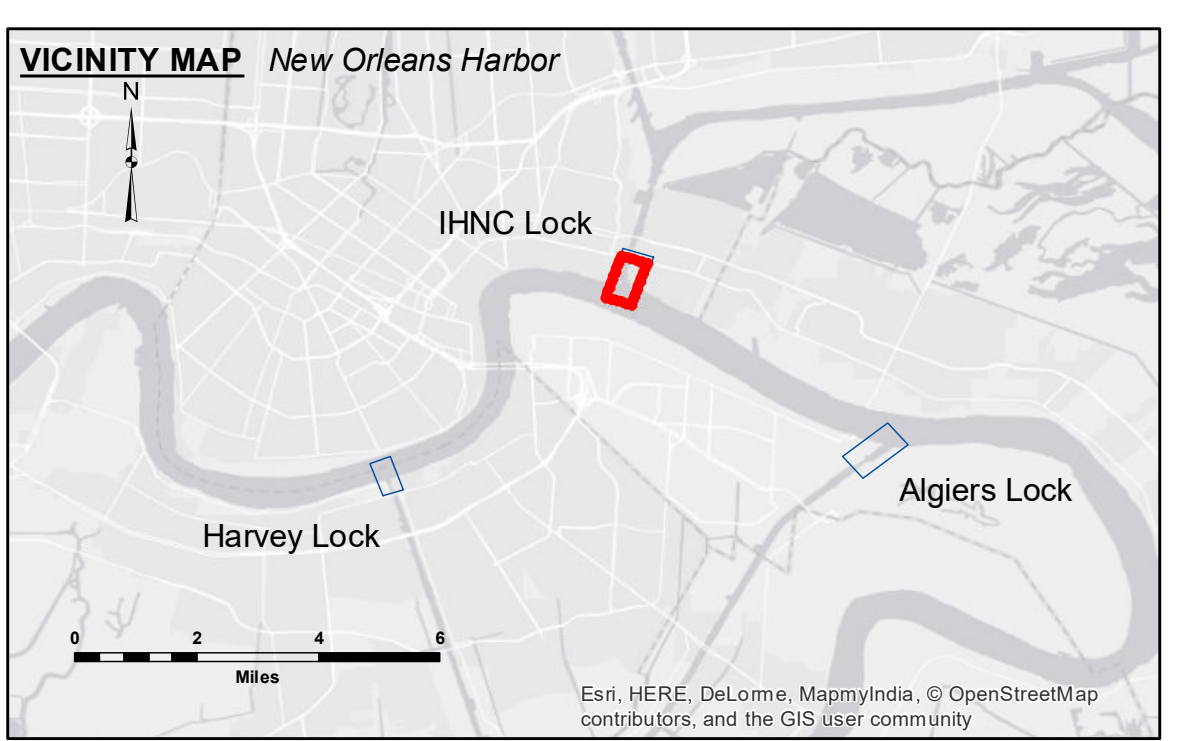 VICINITY MAP New Orleans Harbor
N
IHNC Lock
Algiers Lock
Harvey Lock
0 2 4 6
Miles
Esri, HERE, DeLorme, MapmyIndia, © OpenStreetMap
contributors, and the GIS user community